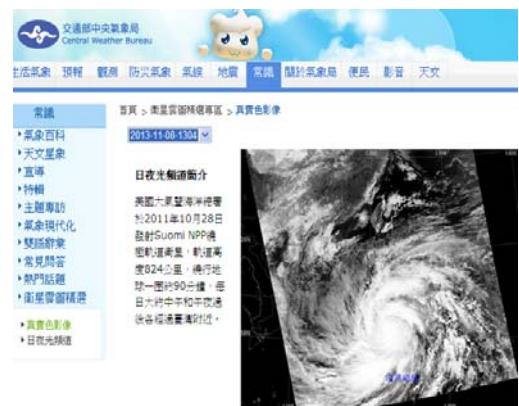 交通部中央氣象局
Central Weather Bureau
生活氣象 預報 觀測 防災氣象 氣候 地震 常識 關於氣象局 便民 影音 天文
常識
氣象百科
天文星象
宣導
特輯
主題專訪
氣象現代化
雙語辭彙
常見問答
熱門話題
衛星雲圖精選
真實色影像
日夜光頻道
首頁 > 衛星雲圖精選專區 > 真實色影像
2013-11-08-1304
日夜光頻道簡介
美國大氣暨海洋總署
於2011年10月28日
發射Suomi NPP繞
極軌道衛星,軌道高
度824公里,繞行地
球一圈約90分鐘,每
日大約中午和午夜過
後各經過臺灣附近。